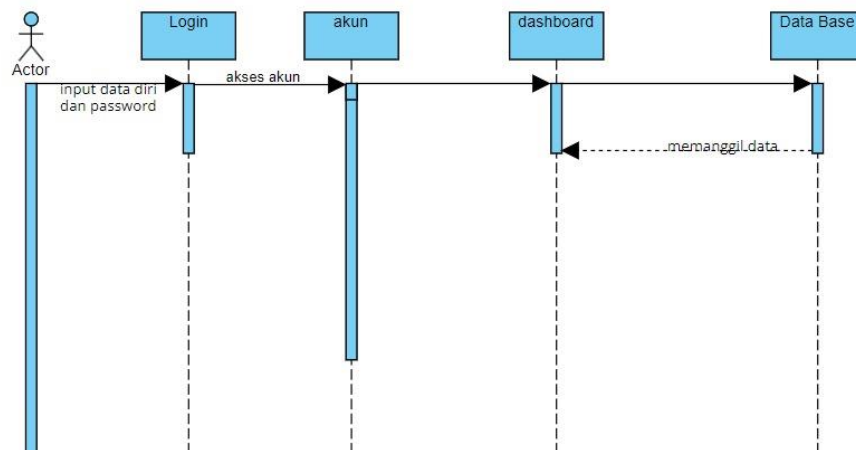 Login
akun
dashboard
Data Base
Actor
input data diri
dan password
akses akun
memanggil data